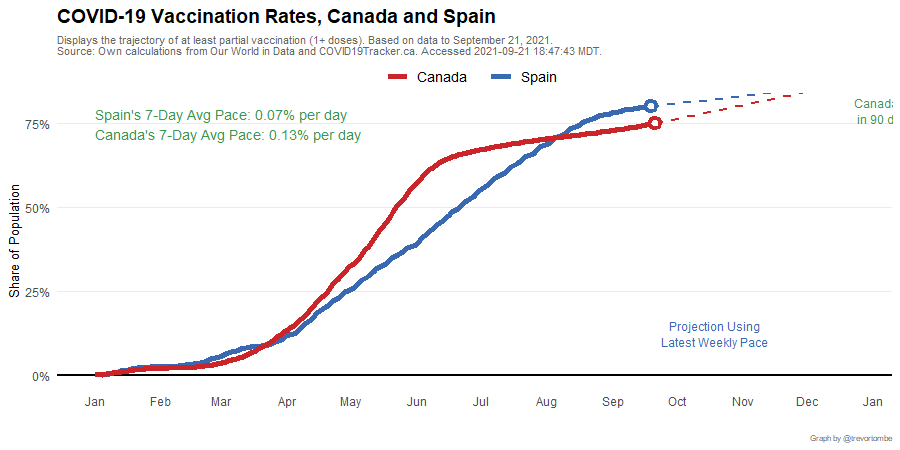 COVID-19 Vaccination Rates, Canada and Spain
Displays the trajectory of at least partial vaccination (1+ doses). Based on data to September 21, 2021.
Source: Own calculations from Our World in Data and COVID19Tracker.ca. Accessed 2021-09-21 18:47:43 MDT.
Canada Spain
Spain's 7-Day Avg Pace: 0.07% per day
Canada's 7-Day Avg Pace: 0.13% per day
Canada
in 90 d
75%
50%
25%
0%
Share of Population
Projection Using
Latest Weekly Pace
Jan Feb Mar Apr May Jun Jul Aug Sep Oct Nov Dec Jan
Graph by @trevortombe